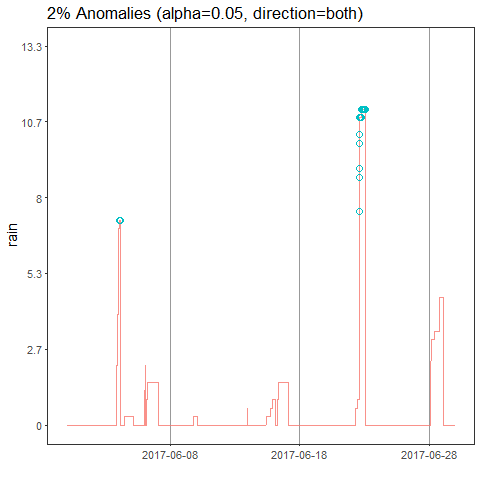 2% Anomalies (alpha=0.05, direction=both)
13.3
10.7
8
5.3
2.7
0
rain
2017-06-08 2017-06-18 2017-06-28